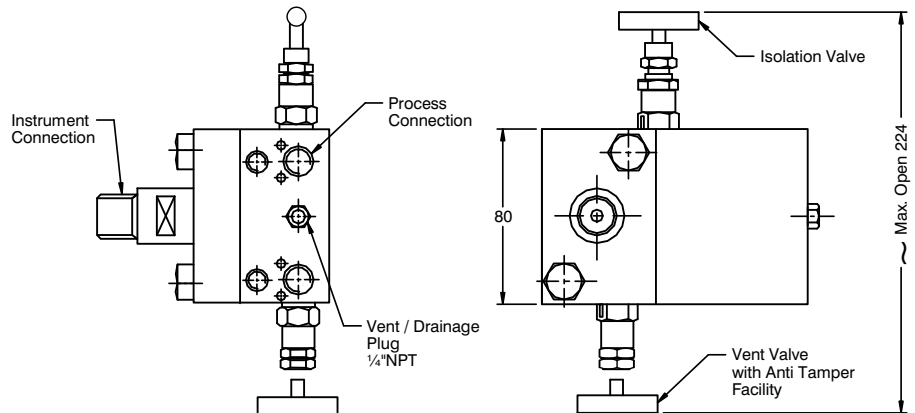 Instrument
Connection
Process
Connection
Vent / Drainage
Plug
¼"NPT
Isolation Valve
80
~ Max. Open 224
Vent Valve
with Anti Tamper
Facility